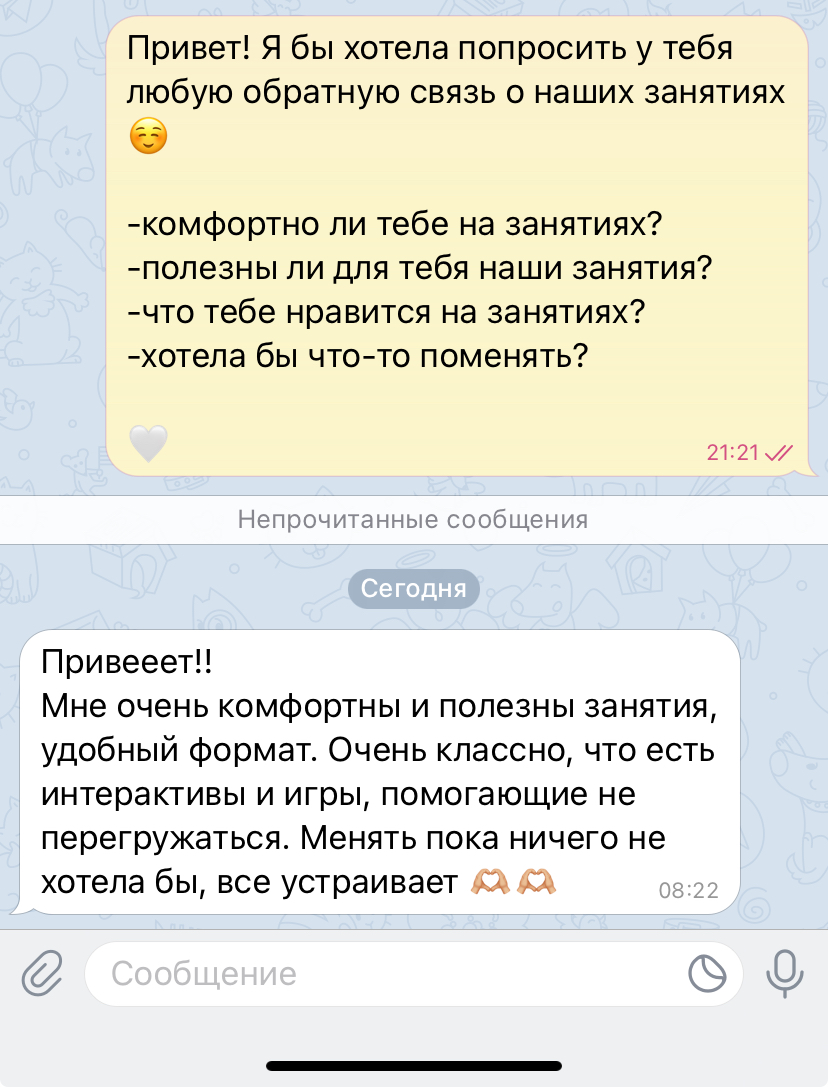 Привет! Я бы хотела попросить у тебя
любую обратную связь о наших занятиях
☺️
-комфортно ли тебе на занятиях?
-полезны ли для тебя наши занятия?
-что тебе нравится на занятиях?
-хотела бы что-то поменять?
🤍
21:21
Непрочитанные сообщения
Сегодня
Привееет!!
Мне очень комфортны и полезны занятия,
удобный формат. Очень классно, что есть
интерактивы и игры, помогающие не
перегружаться. Менять пока ничего не
хотела бы, все устраивает 🫶🏼🫶🏼
08:22
Сообщение